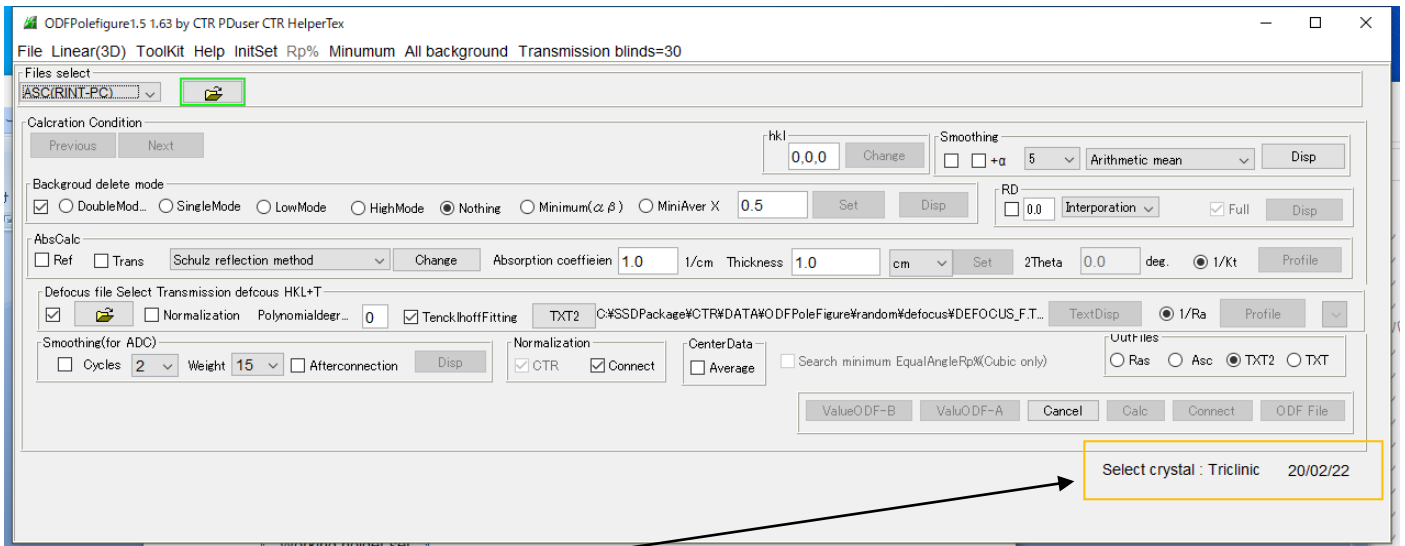 ODFPolefigure1.5 1.63 by CTR PDuser CTR HelperTex
File Linear(3D) ToolKit Help InitSet Rp% Minumum All background Transmission blinds=30
Files select
ASC(RINT-PC)
Calcration Condition
Previous Next
hkl
0,0,0 Change
Smoothing
+α 5 Arithmetic mean Disp
Backgroud delete mode
DoubleMod... SingleMode LowMode HighMode Nothing Minimum(αβ) MiniAver X 0.5 Set Disp
RD
0.0 Interporation Full Disp
AbsCalc
Ref Trans Schulz reflection method Change Absorption coeffieien 1.0 1/cm Thickness 1.0 cm Set 2Theta 0.0 deg. 1/Kt Profile
Defocus file Select Transmission defcous HKL+T
Normalization Polynomialdegr... 0 TenckIhoffFitting TXT2 C:¥SSDPackage¥CTR¥DATA¥ODFPoleFigure¥random¥defocus¥DEFOCUS_F.T... TextDisp 1/Ra Profile
Smoothing(for ADC)
Cycles 2 Weight 15 Afterconnection Disp
Normalization
CTR Connect
CenterData
Average
Search minimum EqualAngleRp%(Cubic only)
OutFiles
Ras Asc TXT2 TXT
ValueODF-B ValuODF-A Cancel Calc Connect ODF File
Select crystal : Triclinic 20/02/22